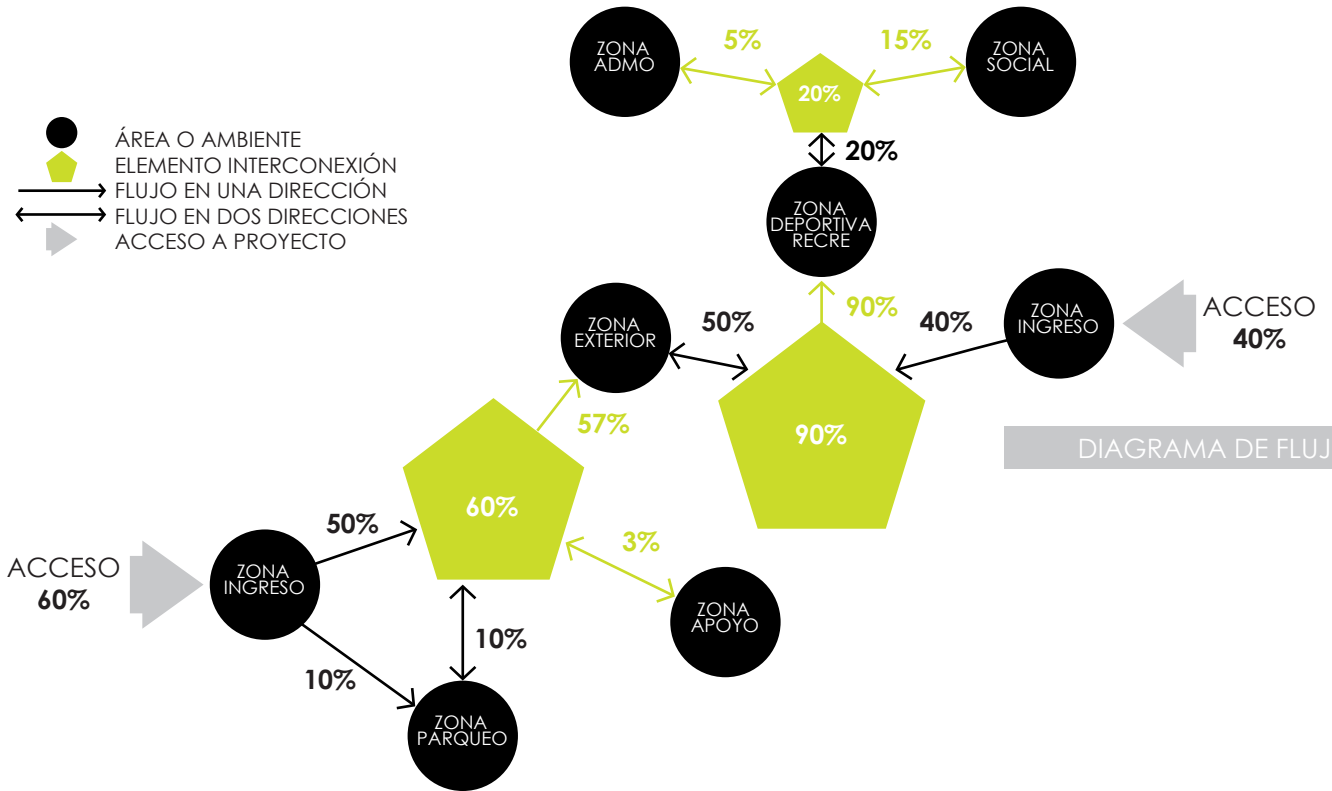 ZONA
ADMO
5%
15%
ZONA
SOCIAL
20%
20%
ÁREA O AMBIENTE
ELEMENTO INTERCONEXIÓN
FLUJO EN UNA DIRECCIÓN
FLUJO EN DOS DIRECCIONES
ACCESO A PROYECTO
ZONA
DEPORTIVA
RECRE
ZONA
EXTERIOR
50%
90%
40%
ZONA
INGRESO
ACCESO
40%
57%
90%
DIAGRAMA DE FLUJ
60%
50%
3%
ACCESO
60%
ZONA
INGRESO
ZONA
APOYO
10%
10%
ZONA
PARQUEO